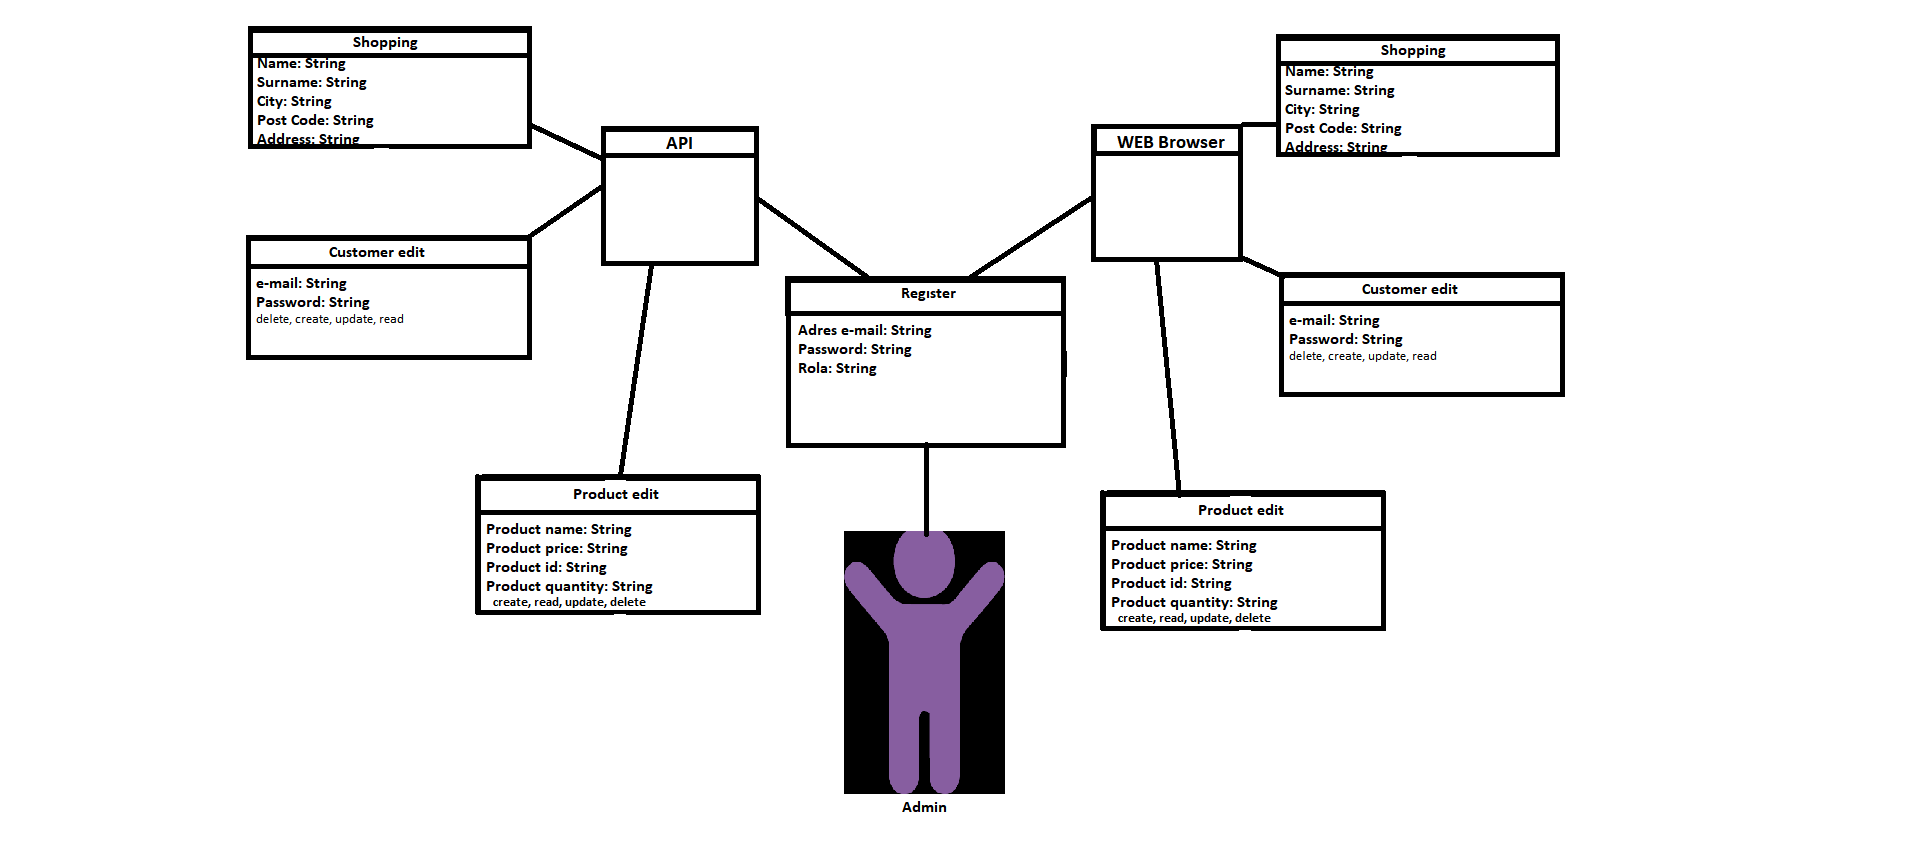 Shopping
Name: String
Surname: String
City: String
Post Code: String
Address: String
API
Customer edit
e-mail: String
Password: String
delete, create, update, read
Product edit
Product name: String
Product price: String
Product id: String
Product quantity: String
create, read, update, delete
Register
Adres e-mail: String
Password: String
Rola: String
Admin
WEB Browser
Shopping
Name: String
Surname: String
City: String
Post Code: String
Address: String
Customer edit
e-mail: String
Password: String
delete, create, update, read
Product edit
Product name: String
Product price: String
Product id: String
Product quantity: String
create, read, update, delete